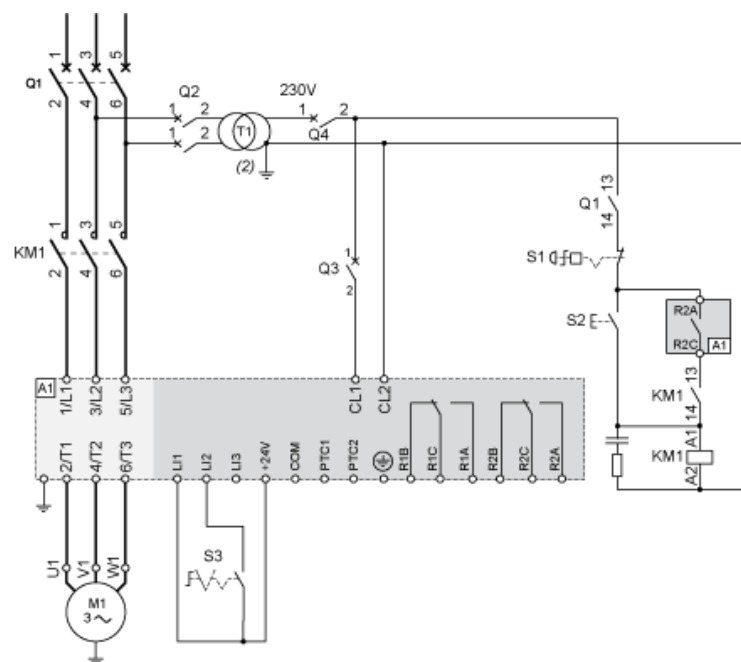 1 3 5
Q1
2 4 6
Q2
1 2
1 2
T1
(2)
230V
1 2
Q4
13
Q1
14
1 3 5
KM1
2 4 6
1
Q3
2
S1
S2
R2A
R2C
A1
13
KM1
14
A1
KM1
A2
A1
1/L1 3/L2 5/L3
CL1 CL2
2/T1 4/T2 6/T3
LI1 LI2 LI3 +24V COM PTC1 PTC2 R1B R1C R1A R2B R2C R2A
S3
U1 V1 W1
M1
3